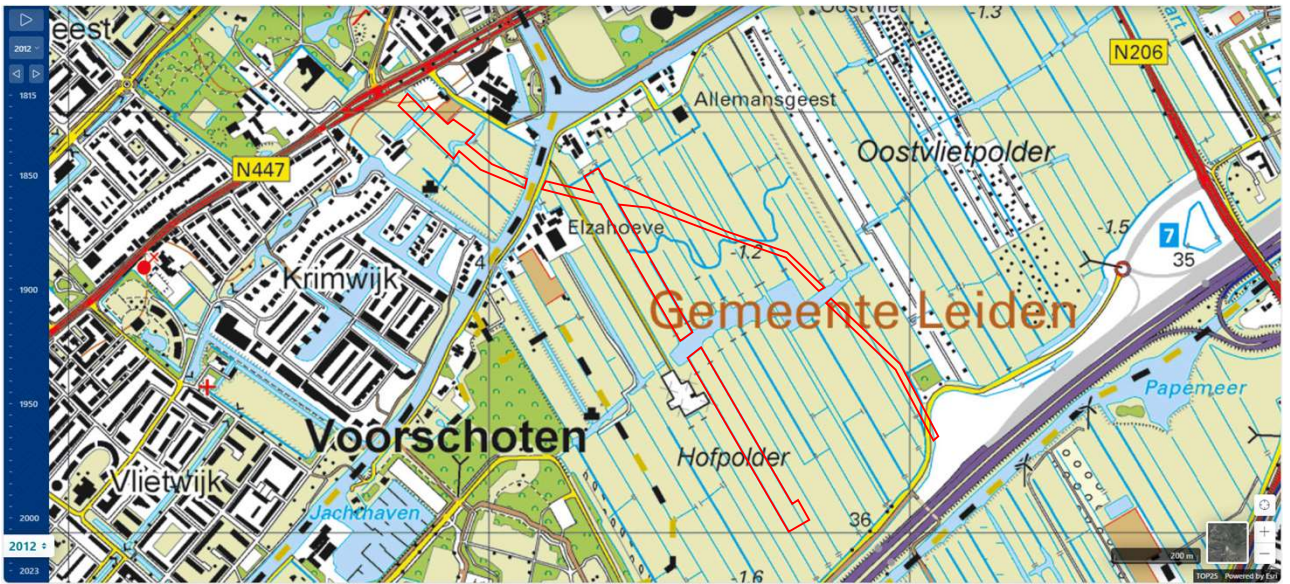 eest
Oostvliet
-1.3
N206
2012
1815
Allemansgeest
Oostvlietpolder
1850
N447
Elzahoeve
-1.5
7
4
-1.2
35
Krimwijk
1900
Gemeente Leiden
Papemeer
1950
Voorschoten
Hofpolder
Vlietwijk
Jachthaven
36
2000
2012
200 m
2023
-1.6
TOP25 Powered by Esri